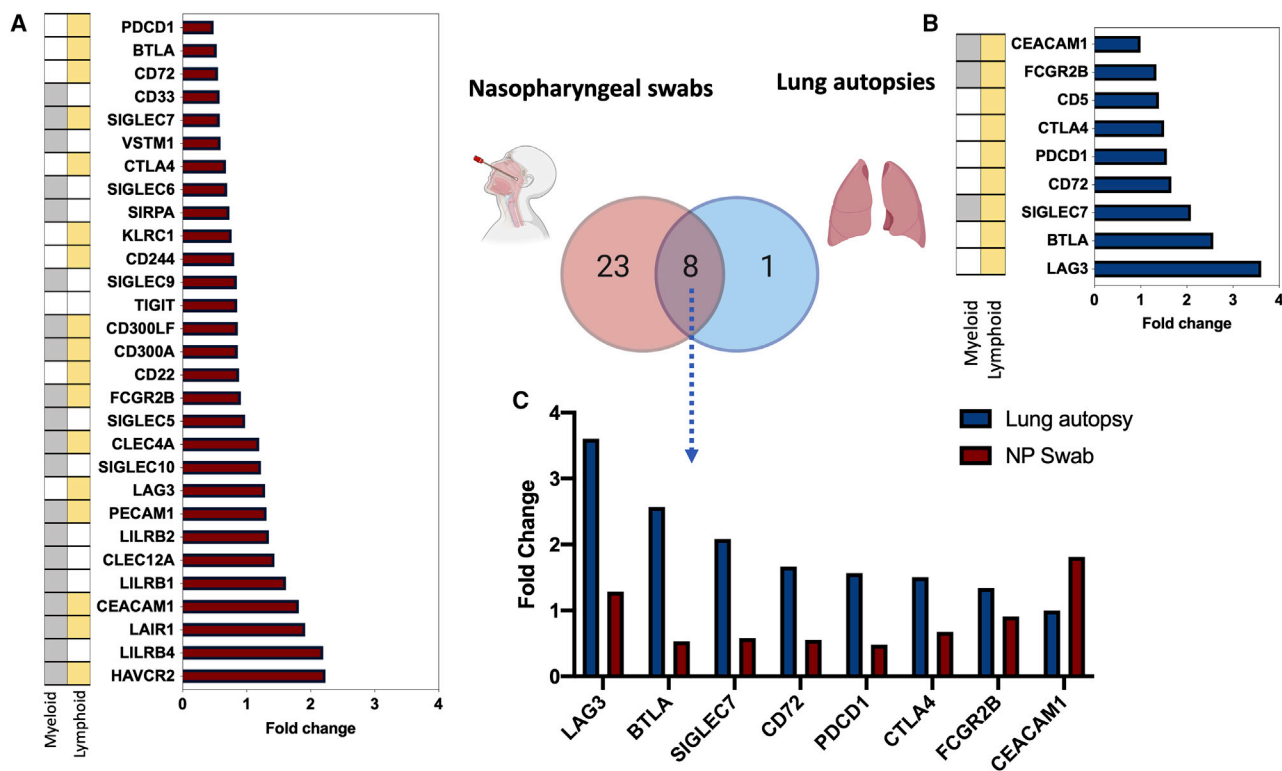 A
PDCD1
BTLA
CD72
CD33
SIGLEC7
VSTM1
CTLA4
SIGLEC6
SIRPA
KLRC1
CD244
SIGLEC9
TIGIT
CD300LF
CD300A
CD22
FCGR2B
SIGLEC5
CLEC4A
SIGLEC10
LAG3
PECAM1
LILRB2
CLEC12A
LILRB1
CEACAM1
LAIR1
LILRB4
HAVCR2
Myeloid
Lymphoid
0 1 2 3 4
Fold change
Nasopharyngeal swabs
Lung autopsies
23 8 1
B
CEACAM1
FCGR2B
CD5
CTLA4
PDCD1
CD72
SIGLEC7
BTLA
LAG3
Myeloid
Lymphoid
0 1 2 3 4
Fold change
C
Lung autopsy
NP Swab
Fold Change
4
3
2
1
0
LAG3
BTLA
SIGLEC7
CD72
PDCD1
CTLA4
FCGR2B
CEACAM1